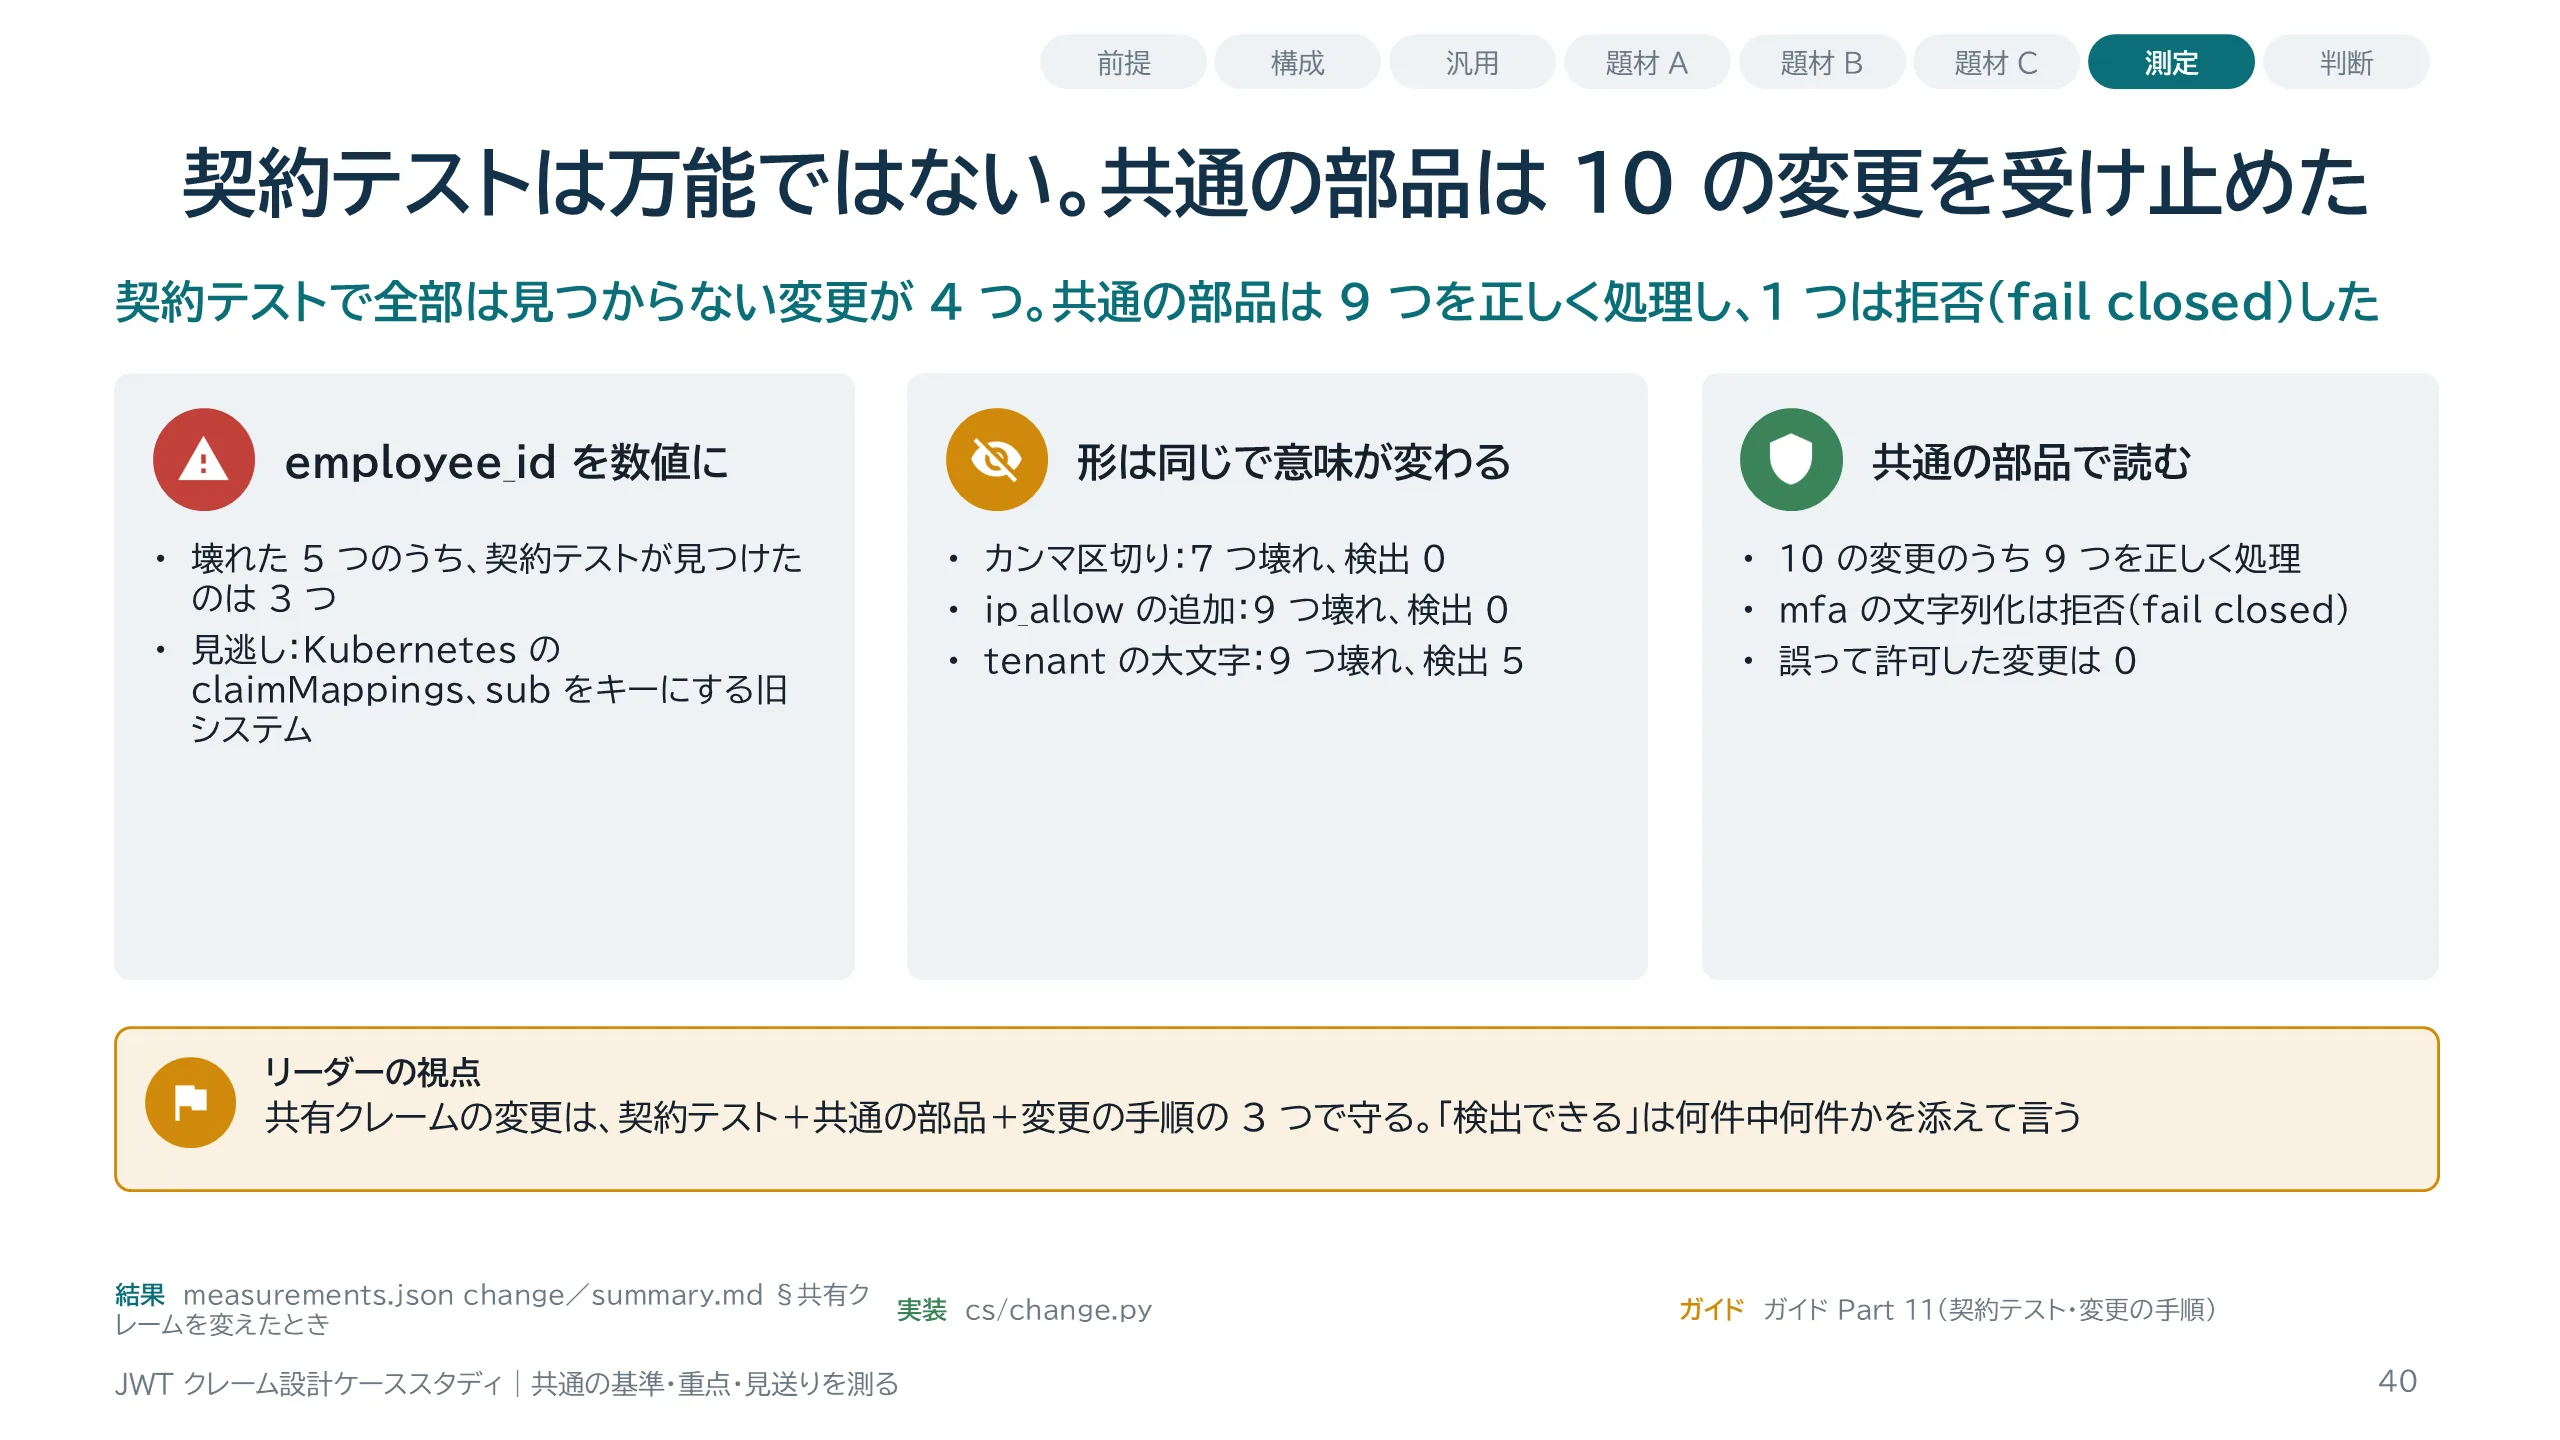 前提
構成
汎用
題材 A
題材 B
題材 C
測定
判断
契約テストは万能ではない。共通の部品は 10 の変更を受け止めた
契約テストで全部は見つからない変更が 4 つ。共通の部品は 9 つを正しく処理し、1 つは拒否(fail closed)した
employee_id を数値に
・ 壊れた 5 つのうち、契約テストが見つけた
のは 3 つ
・ 見逃し:Kubernetes の
claimMappings、sub をキーにする旧
システム
形は同じで意味が変わる
・ カンマ区切り:7 つ壊れ、検出 0
・ ip_allow の追加:9 つ壊れ、検出 0
・ tenant の大文字:9 つ壊れ、検出 5
共通の部品で読む
・ 10 の変更のうち 9 つを正しく処理
・ mfa の文字列化は拒否(fail closed)
・ 誤って許可した変更は 0
リーダーの視点
共有クレームの変更は、契約テスト+共通の部品+変更の手順の 3 つで守る。「検出できる」は何件中何件かを添えて言う
結果 measurements.json change/summary.md §共有ク
レームを変えたとき
実装 cs/change.py
ガイド ガイド Part 11(契約テスト・変更の手順)
JWT クレーム設計ケーススタディ|共通の基準・重点・見送りを測る
40